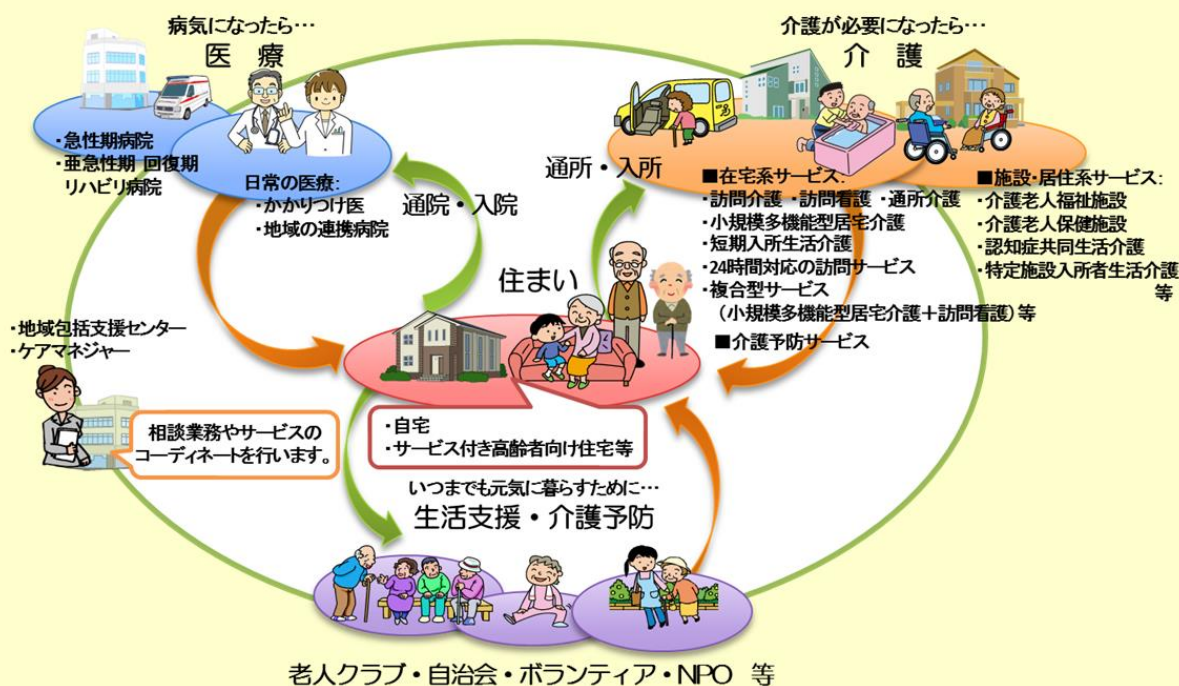 病気になったら…
医 療
・急性期病院
・亜急性期 回復期
リハビリ病院
日常の医療:
・かかりつけ医
・地域の連携病院
通院・入院
介護が必要になったら…
介 護
通所・入所
■在宅系サービス:
・訪問介護 ・訪問看護 ・通所介護
・小規模多機能型居宅介護
・短期入所生活介護
・24時間対応の訪問サービス
・複合型サービス
(小規模多機能型居宅介護+訪問看護)等
■介護予防サービス
■施設・居住系サービス:
・介護老人福祉施設
・介護老人保健施設
・認知症共同生活介護
・特定施設入所者生活介護
等
住まい
・自宅
・サービス付き高齢者向け住宅等
・地域包括支援センター
・ケアマネジャー
相談業務やサービスの
コーディネートを行います。
いつまでも元気に暮らすために…
生活支援・介護予防
老人クラブ・自治会・ボランティア・NPO 等